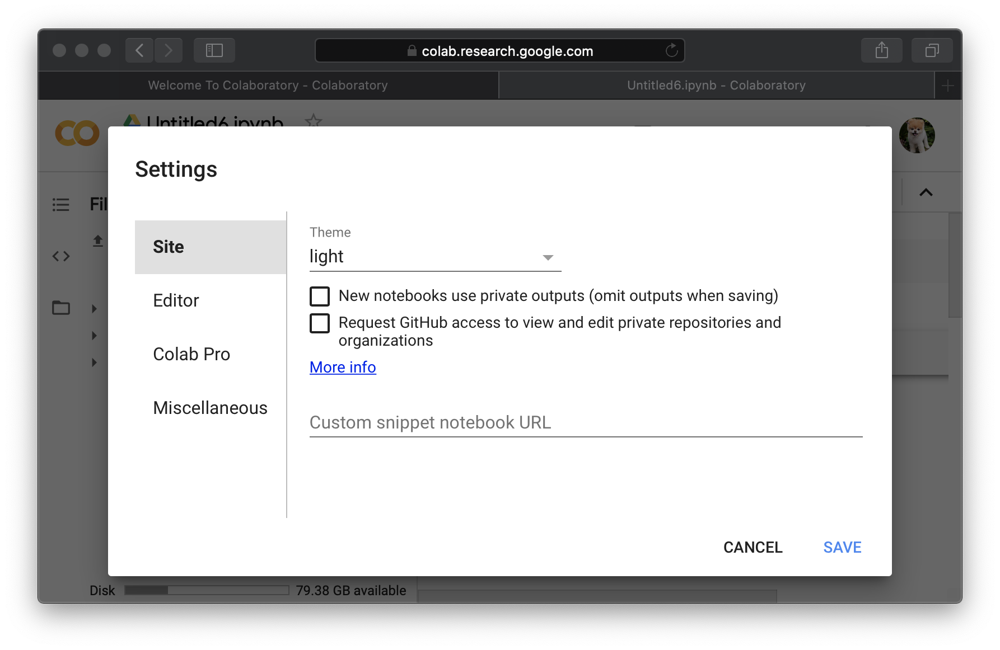 colab.research.google.com
Welcome To Colaboratory - Colaboratory
Untitled6.ipynb - Colaboratory
Untitled6.ipynb
Settings
Fil
Site
Editor
Colab Pro
Miscellaneous
Theme
light
New notebooks use private outputs (omit outputs when saving)
Request GitHub access to view and edit private repositories and
organizations
More info
Custom snippet notebook URL
CANCEL
SAVE
Disk
79.38 GB available